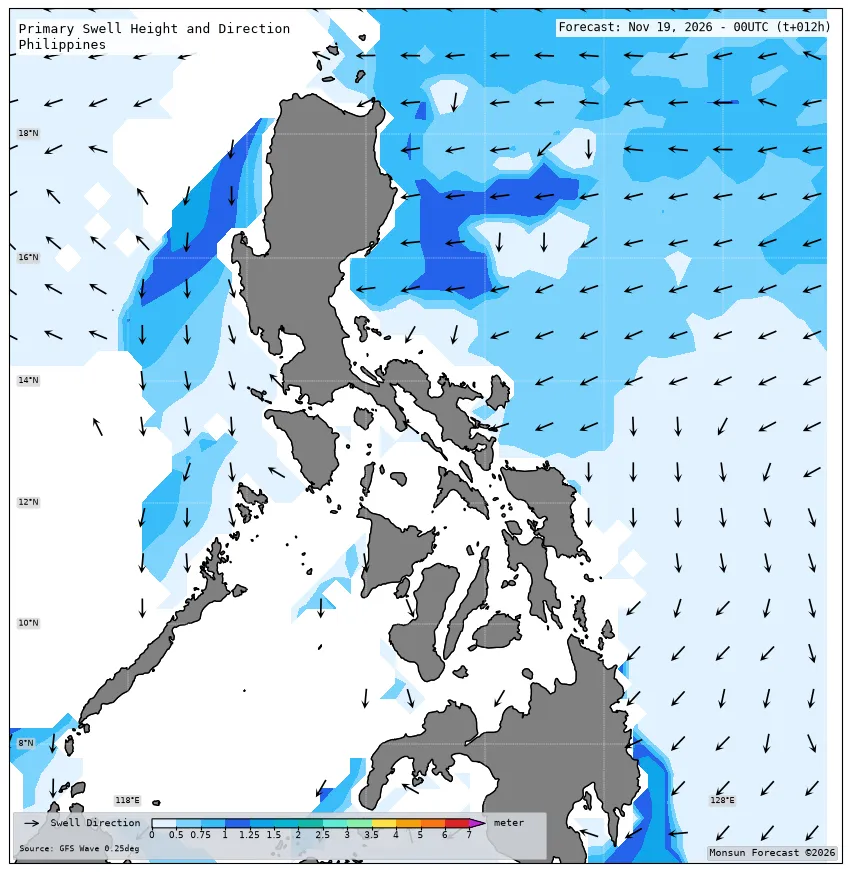 Primary Swell Height and Direction
Philippines
Forecast: Nov 19, 2026 - 00UTC (t+012h)
18°N
16°N
14°N
12°N
10°N
8°N
118°E
128°E
Swell Direction
meter
0 0.5 0.75 1 1.25 1.5 2 2.5 3 3.5 4 5 6 7
Source: GFS Wave 0.25deg
Monsun Forecast ©2026